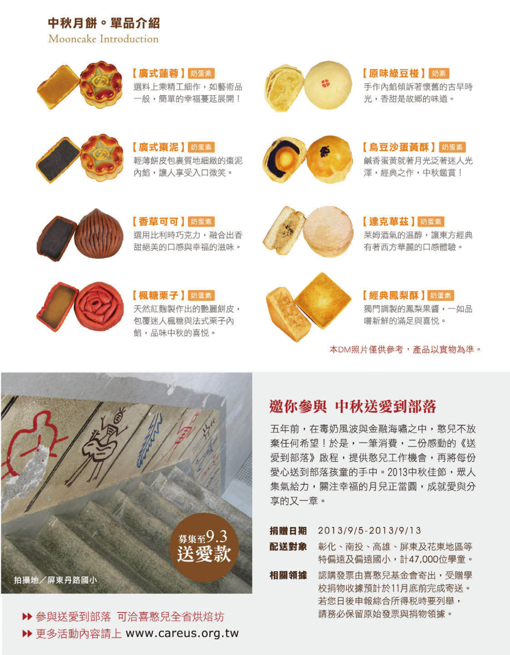 中秋月餅。單品介紹
Mooncake Introduction
【廣式蓮蓉】奶蛋素
選料上乘精工細作，如藝術品
一般，簡單的幸福蔓延展開！
【原味綠豆椪】奶素
手作內餡傾訴著懷舊的古早時
光，香甜是故鄉的味道。
【廣式棗泥】奶蛋素
輕薄餅皮包裹質地細緻的棗泥
內餡，讓人享受入口微笑。
【烏豆沙蛋黃酥】奶蛋素
鹹香蛋黃就著月光泛著迷人光
澤，經典之作，中秋鑑賞！
【香草可可】奶蛋素
選用比利時巧克力，融合出香
甜絕美的口感與幸福的滋味。
【達克華茲】奶蛋素
萊姆酒氣的溫醇，讓東方經典
有著西方華麗的口感體驗。
【楓糖栗子】奶蛋素
天然紅麴製作出的艷麗餅皮，
包覆迷人楓糖與法式栗子內
餡，品味中秋的喜悅。
【經典鳳梨酥】奶蛋素
獨門調製的鳳梨果醬，一如品
嚐新鮮的滿足與喜悅。
本DM照片僅供參考，產品以實物為準。
募集至9.3
送愛款
拍攝地／屏東丹路國小
參與送愛到部落 可洽喜憨兒全省烘焙坊
更多活動內容請上 www.careus.org.tw
邀你參與 中秋送愛到部落
五年前，在毒奶風波與金融海嘯之中，憨兒不放
棄任何希望！於是，一筆消費，二份感動的《送
愛到部落》啟程，提供憨兒工作機會，再將每份
愛心送到部落孩童的手中。2013中秋佳節，眾人
集氣給力，關注幸福的月兒正當圓，成就愛與分
享的又一章。
捐贈日期 2013/9/5-2013/9/13
配送對象 彰化、南投、高雄、屏東及花東地區等
特偏遠及偏遠國小，計47,000位學童。
相關領據 認購發票由喜憨兒基金會寄出，受贈學
校捐物收據預計於11月底前完成寄送。
若您日後申報綜合所得稅時要列舉，
請務必保留原始發票與捐物領據。